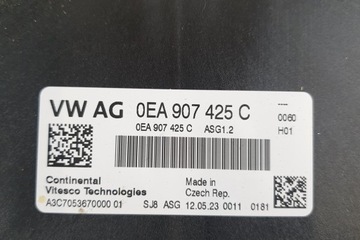 VW AG 0EA 907 425 C
---
0060
0EA 907 425 C ASG1.2 H01
Continental
Vitesco Technologies
Made in
Czech Rep.
A3C7053670000 01 SJ8 ASG 12.05.23 0011 0181